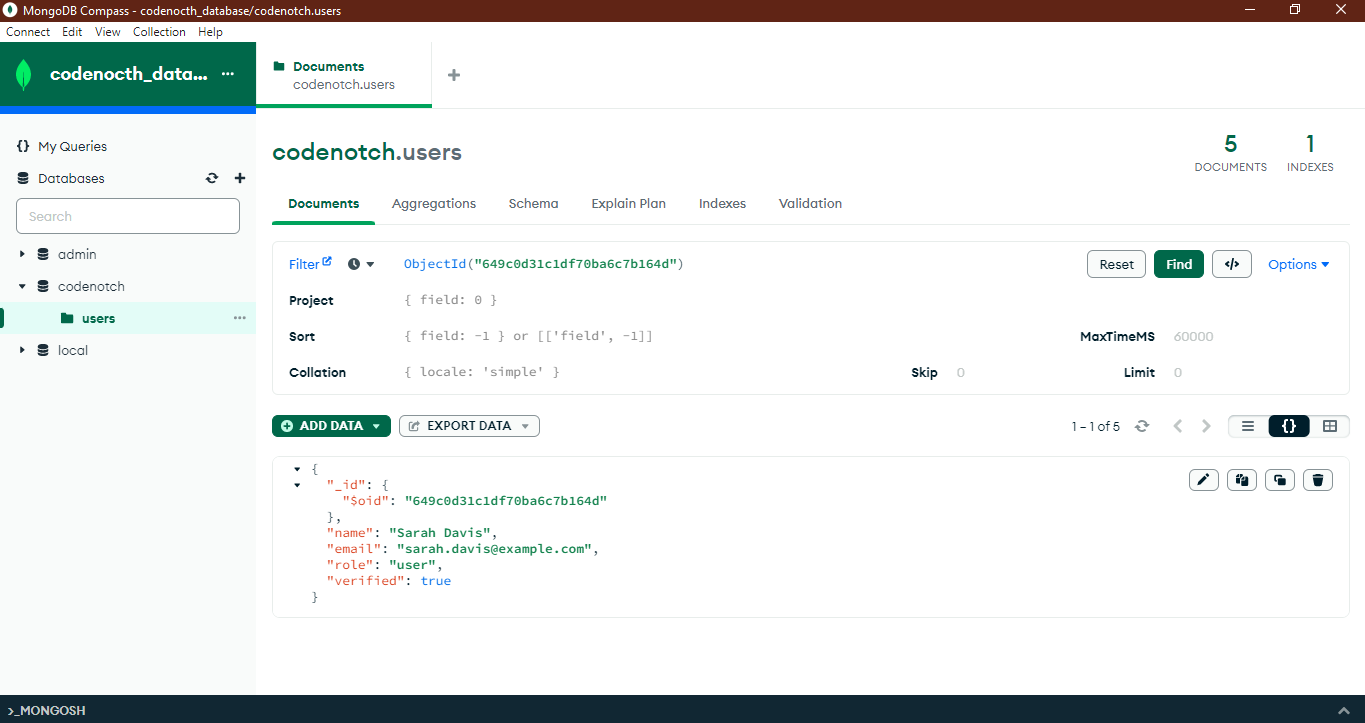 MongoDB Compass - codenocth_database/codenotch.users
Connect Edit View Collection Help
codenocth_data... ...
Documents
codenotch.users
+
{} My Queries
Databases
+
Search
admin
codenotch
users ...
local
codenotch.users
5
DOCUMENTS
1
INDEXES
Documents Aggregations Schema Explain Plan Indexes Validation
Filter ObjectId("649c0d31c1df70ba6c7b164d") Reset Find </> Options
Project { field: 0 }
Sort { field: -1 } or [['field', -1]] MaxTimeMS 60000
Collation { locale: 'simple' } Skip 0 Limit 0
ADD DATA EXPORT DATA 1 – 1 of 5 {}
{
"_id": {
"$oid": "649c0d31c1df70ba6c7b164d"
},
"name": "Sarah Davis",
"email": "sarah.davis@example.com",
"role": "user",
"verified": true
}
>_MONGOSH